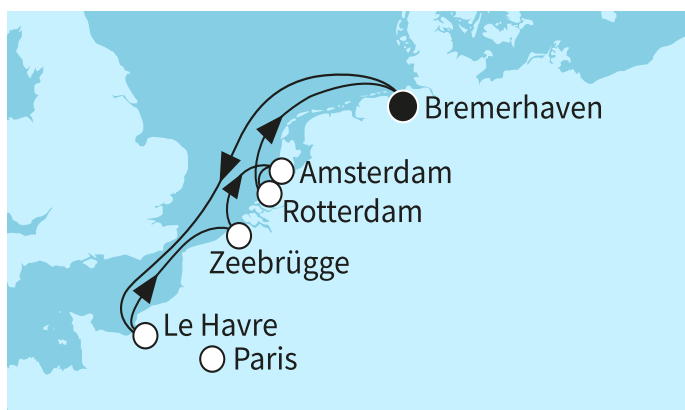 Bremerhaven
Amsterdam
Rotterdam
Zeebrügge
Le Havre
Paris